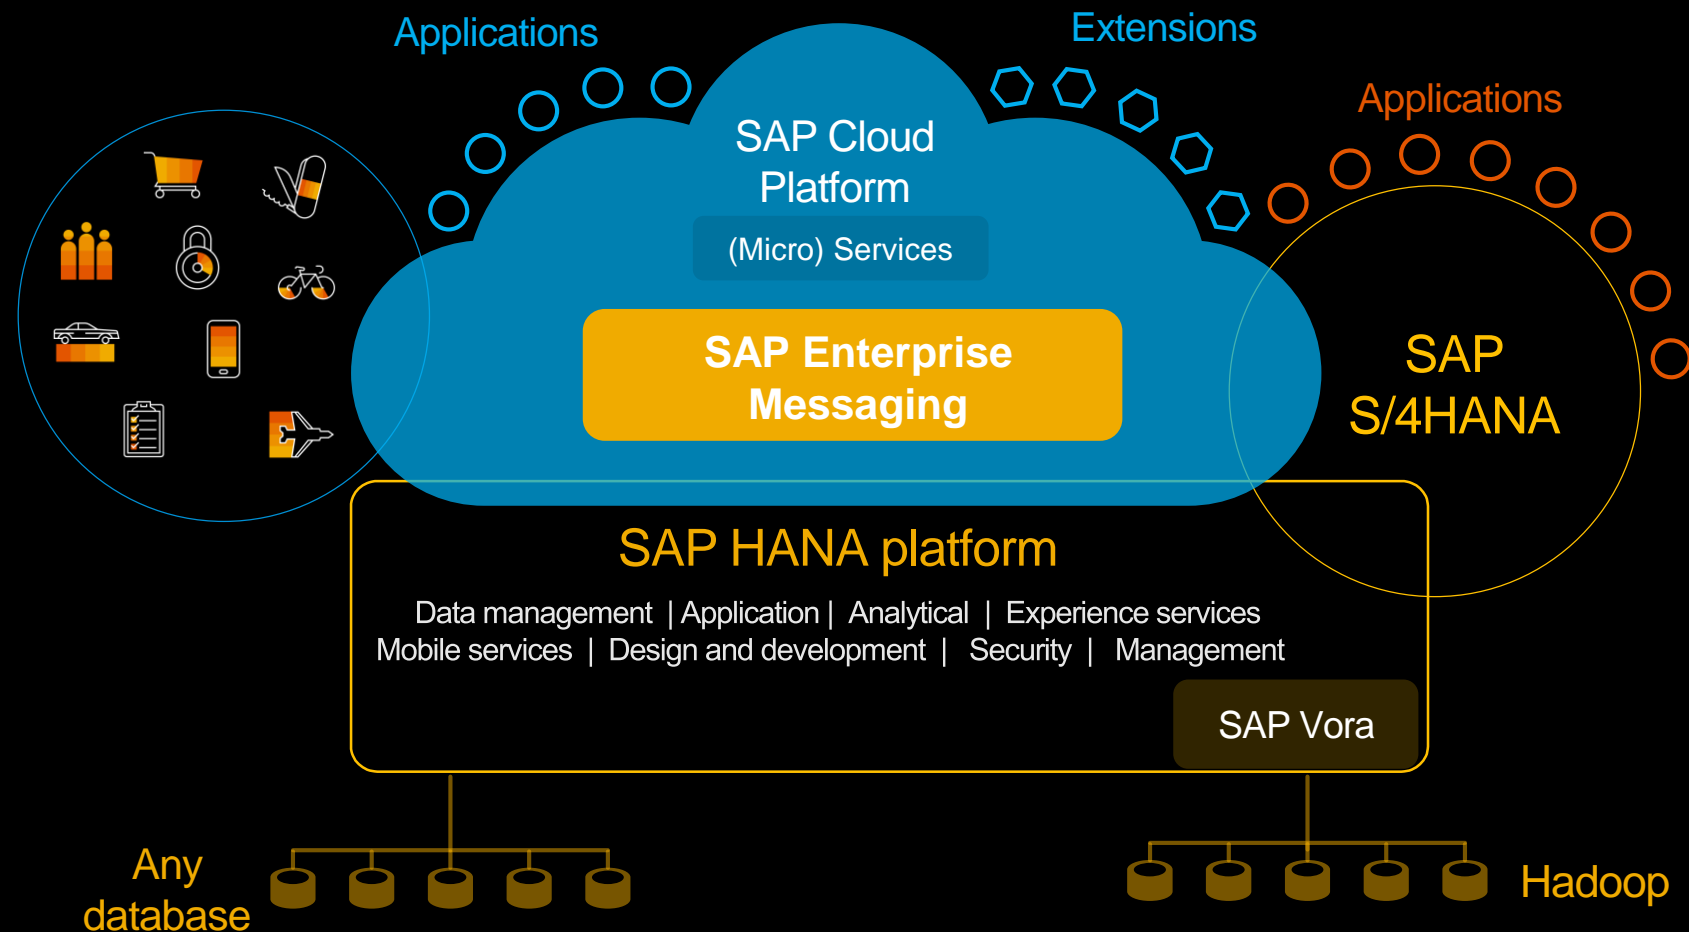 Applications
Extensions
Applications
SAP Cloud
Platform
(Micro) Services
SAP Enterprise
Messaging
SAP
S/4HANA
SAP HANA platform
Data management | Application | Analytical | Experience services
Mobile services | Design and development | Security | Management
SAP Vora
Any
database
Hadoop